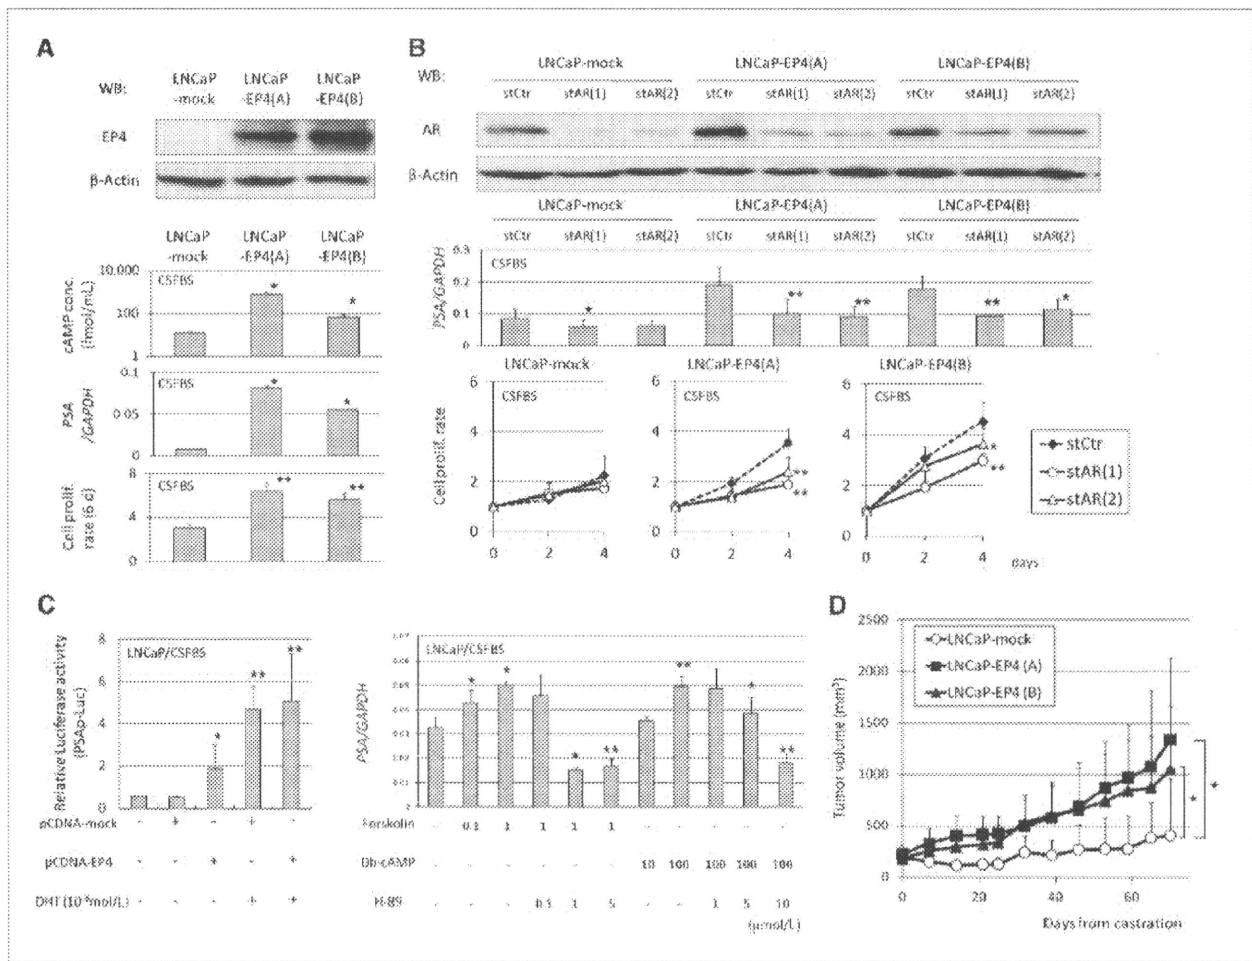 A
WB:
LNCaP
-mock
LNCaP
-EP4(A)
LNCaP
-EP4(B)
EP4
β-Actin
LNCaP
-mock
LNCaP
-EP4(A)
LNCaP
-EP4(B)
cAMP conc.
(fmol/mL)
10,000
100
1
CSFBS
*
*
PSA
/GAPDH
0.1
0.05
0
CSFBS
*
*
Cell prolif.
rate (6 d)
8
4
0
CSFBS
**
**
B
WB:
LNCaP-mock
LNCaP-EP4(A)
LNCaP-EP4(B)
stCtr stAR(1) stAR(2) stCtr stAR(1) stAR(2) stCtr stAR(1) stAR(2)
AR
β-Actin
LNCaP-mock
LNCaP-EP4(A)
LNCaP-EP4(B)
stCtr stAR(1) stAR(2) stCtr stAR(1) stAR(2) stCtr stAR(1) stAR(2)
PSA/GAPDH
0.3
0.2
0.1
0
CSFBS
* ** ** ** *
LNCaP-mock
LNCaP-EP4(A)
LNCaP-EP4(B)
Cell prolif. rate
6
4
2
0
CSFBS
0 2 4
6
4
2
0
CSFBS
**
**
0 2 4
6
4
2
0
CSFBS
*
**
0 2 4
days
stCtr
stAR(1)
stAR(2)
C
Relative Luciferase activity
(PSAp-Luc)
8
6
4
2
0
LNCaP/CSFBS
* ** **
pCDNA-mock - + - + -
pCDNA-EP4 - - + - +
DHT (10⁻⁸mol/L) - - - + +
PSA/GAPDH
LNCaP/CSFBS
* * * ** ** * **
Forskolin - 0.3 1 1 1 1 - - - - -
Db-cAMP - - - - - - 10 100 100 100 100
H-89 - - - 0.3 1 5 - - 1 5 10
(μmol/L)
D
Tumor volume (mm³)
2500
2000
1500
1000
500
0
LNCaP-mock
LNCaP-EP4 (A)
LNCaP-EP4 (B)
*
*
0 20 40 60
Days from castration